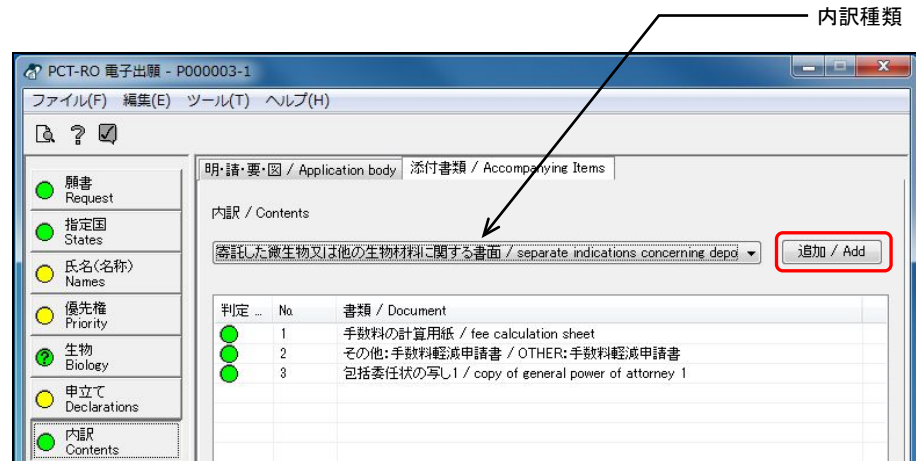 内訳種類
PCT-RO 電子出願 - P000003-1
ファイル(F) 編集(E) ツール(T) ヘルプ(H)
明・請・要・図 / Application body 添付書類 / Accompanying Items
願書
Request
指定国
States
氏名(名称)
Names
優先権
Priority
生物
Biology
申立て
Declarations
内訳
Contents
内訳 / Contents
寄託した微生物又は他の生物材料に関する書面 / separate indications concerning depo
追加 / Add
判定 ... No. 書類 / Document
1 手数料の計算用紙 / fee calculation sheet
2 その他:手数料軽減申請書 / OTHER:手数料軽減申請書
3 包括委任状の写し1 / copy of general power of attorney 1